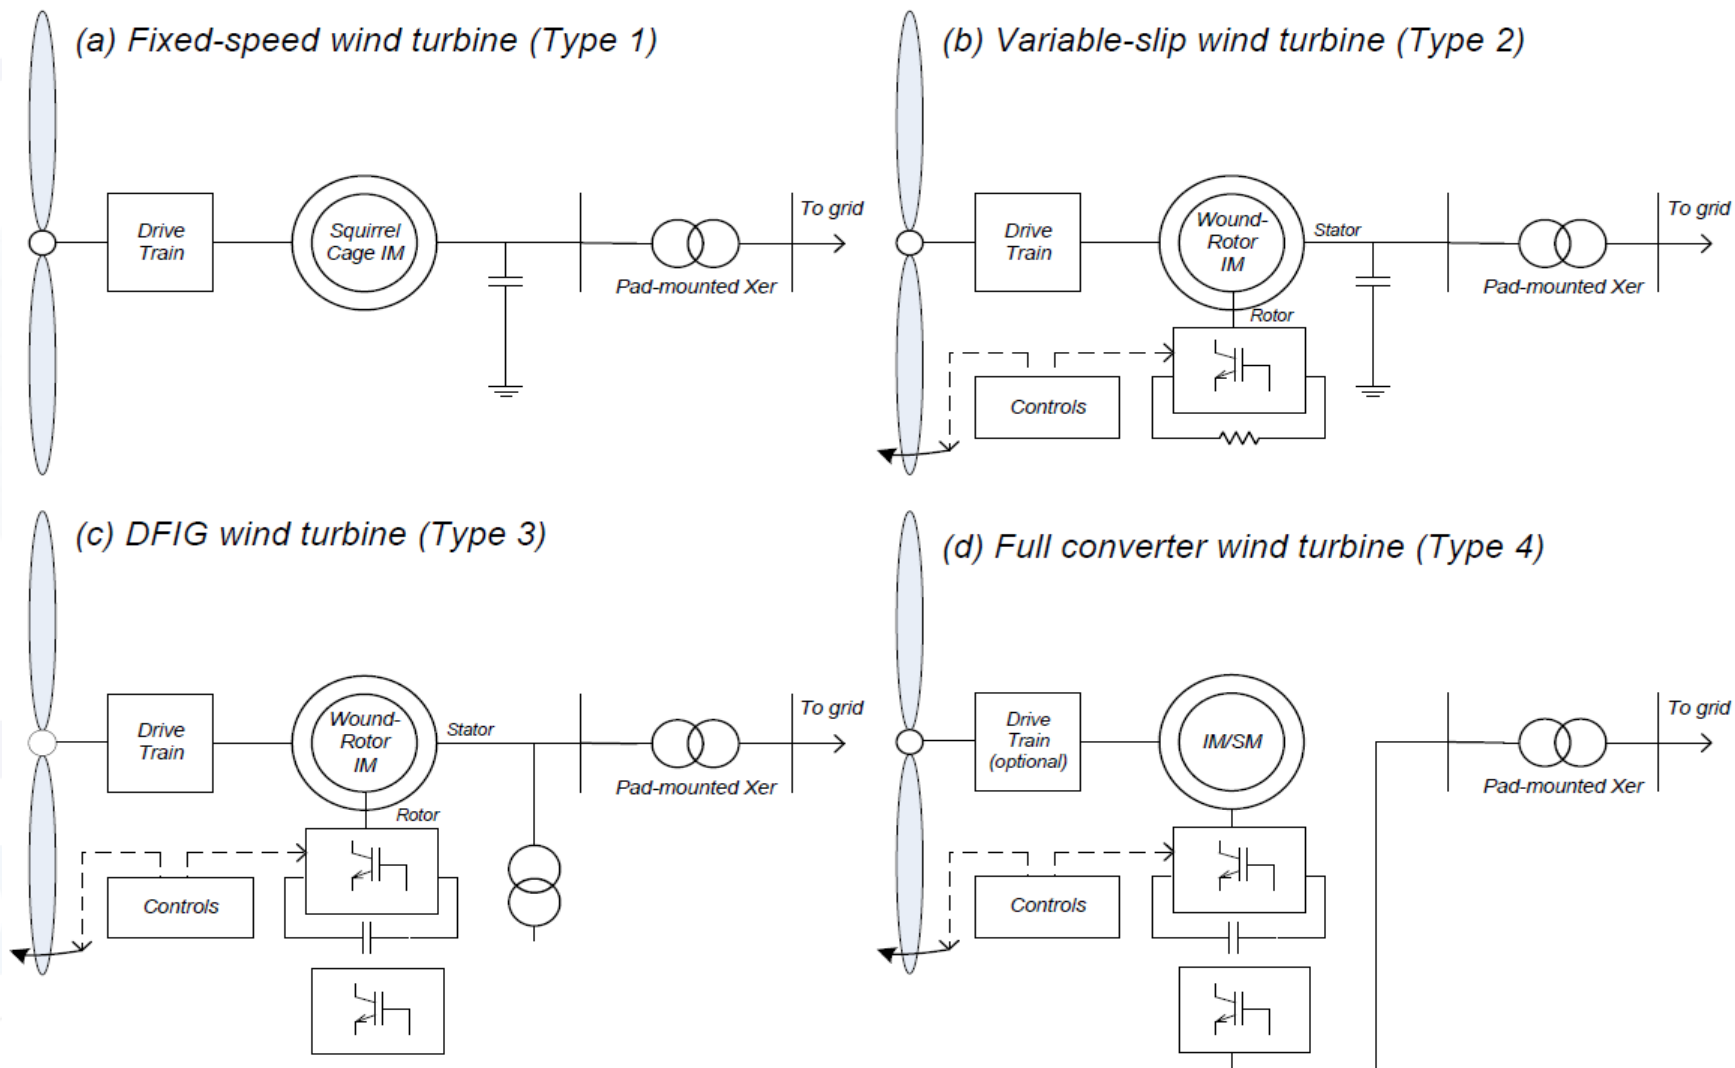 (a) Fixed-speed wind turbine (Type 1)
Drive
Train
Squirrel
Cage IM
To grid
Pad-mounted Xer
(b) Variable-slip wind turbine (Type 2)
Drive
Train
Wound-
Rotor
IM
Stator
To grid
Pad-mounted Xer
Rotor
Controls
(c) DFIG wind turbine (Type 3)
Drive
Train
Wound-
Rotor
IM
Stator
To grid
Pad-mounted Xer
Rotor
Controls
(d) Full converter wind turbine (Type 4)
Drive
Train
(optional)
IM/SM
To grid
Pad-mounted Xer
Controls